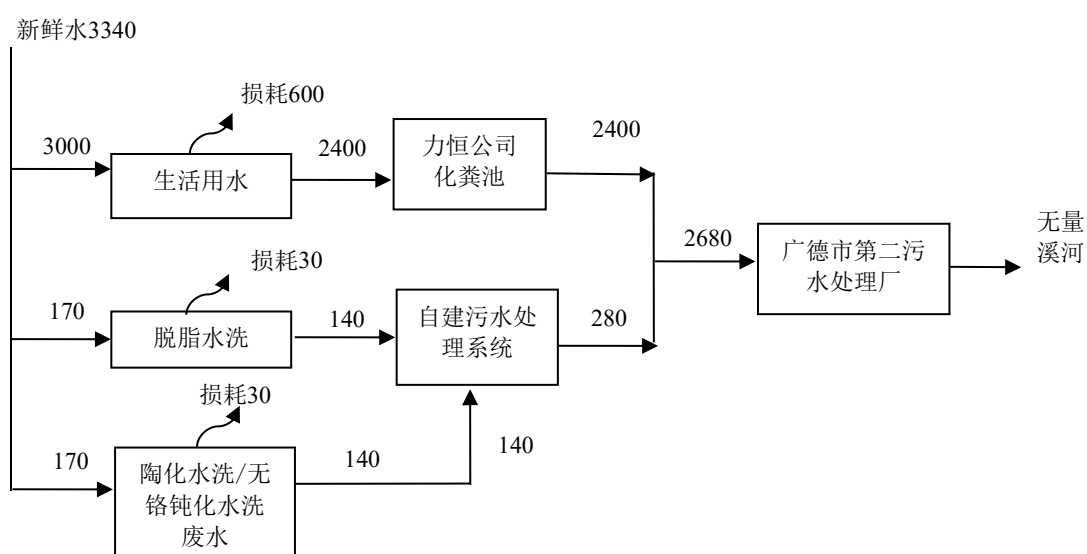 新鲜水3340
损耗600
3000
生活用水
2400
力恒公司
化粪池
2400
2680
广德市第二污
水处理厂
无量
溪河
损耗30
170
脱脂水洗
140
自建污水处
理系统
280
损耗30
170
陶化水洗/无
铬钝化水洗
废水
140
140